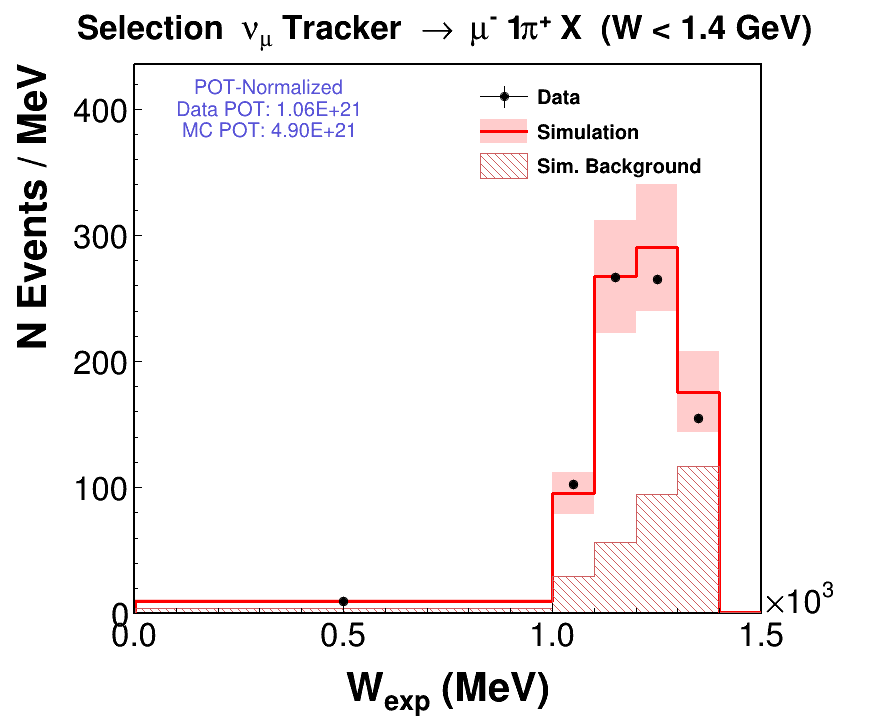 Selection ν_μ Tracker → μ⁻ 1π⁺ X (W < 1.4 GeV)
POT-Normalized
Data POT: 1.06E+21
MC POT: 4.90E+21
Data
Simulation
Sim. Background
N Events / MeV
400
300
200
100
0
0.0 0.5 1.0 1.5
×10³
W_exp (MeV)